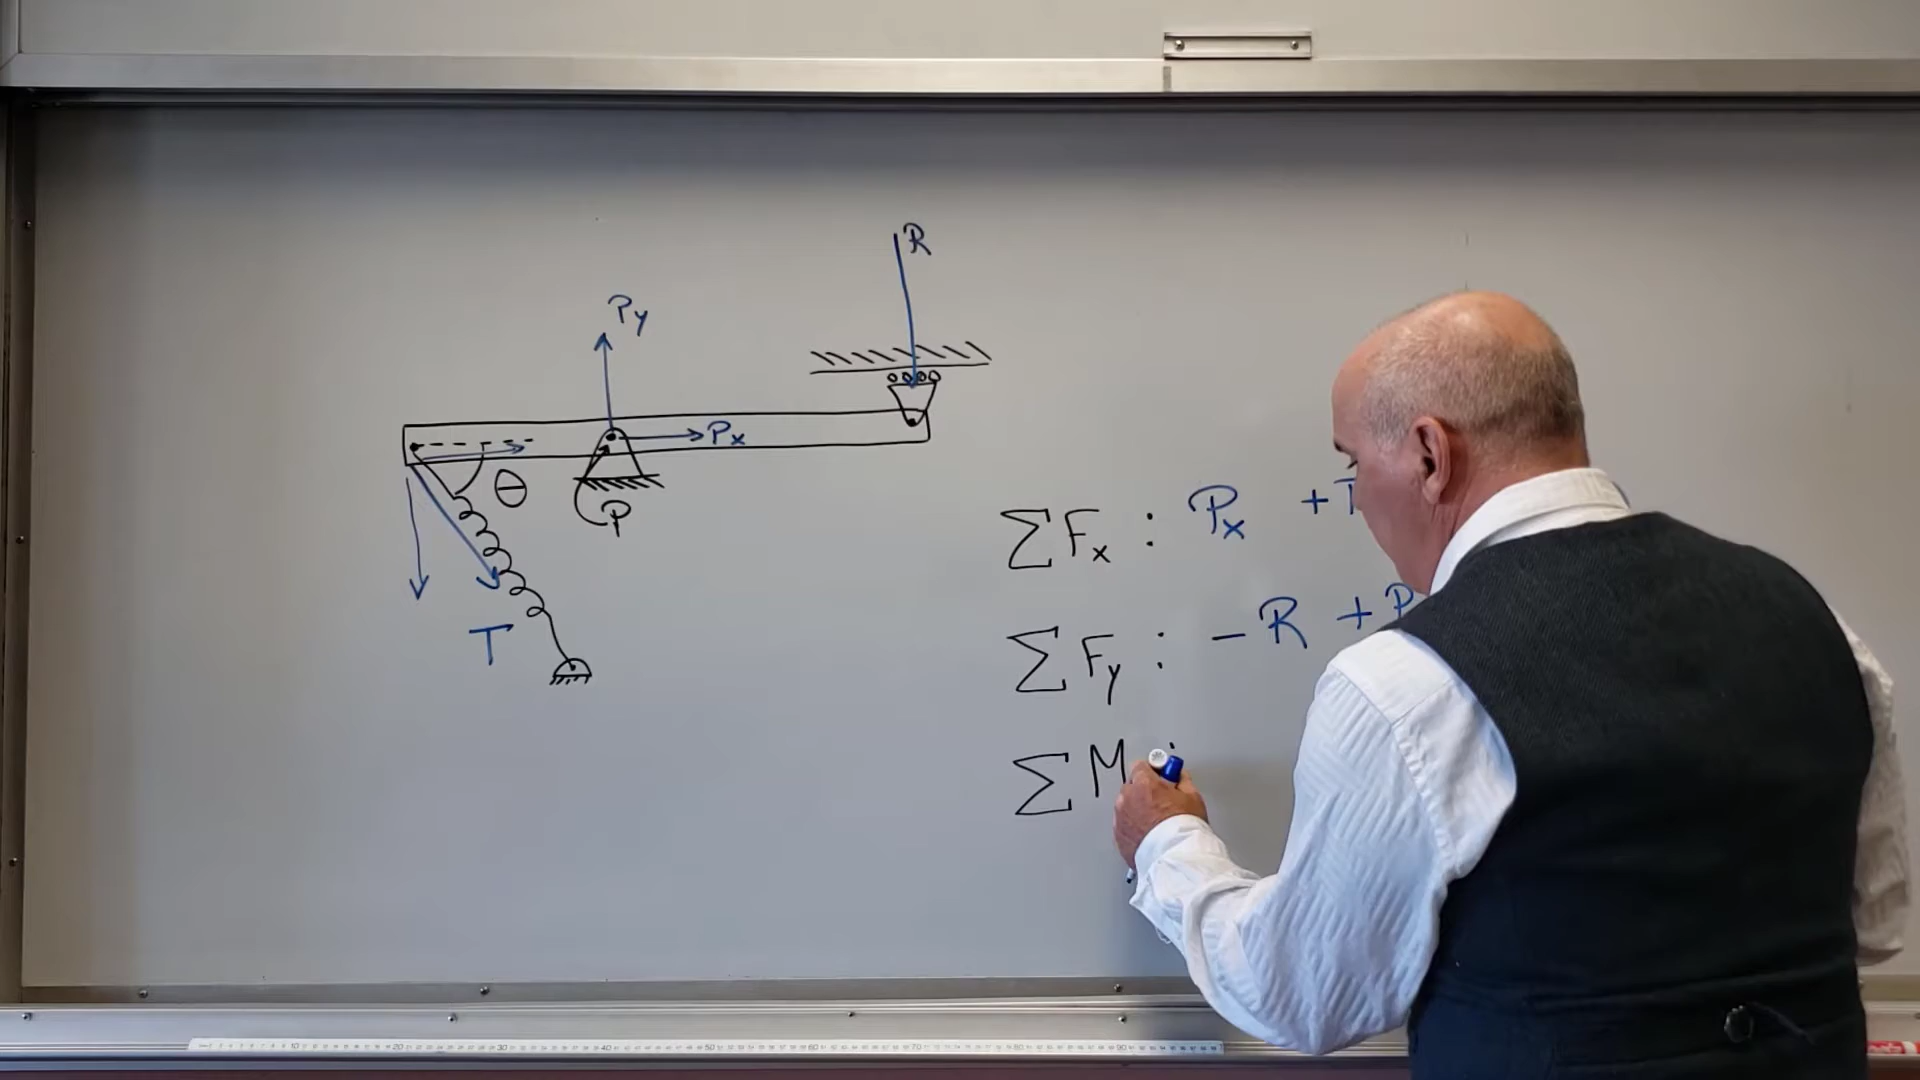 R
Py
Px
θ
P
T
ΣFx : Px +T
ΣFy : -R + P
ΣM :